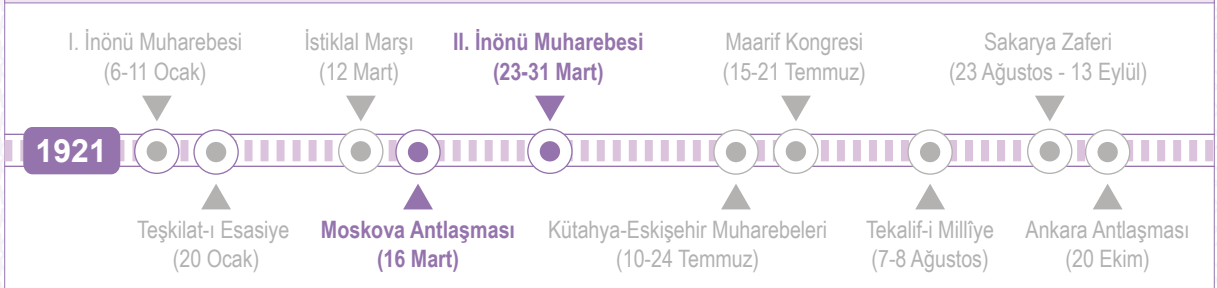 I. İnönü Muharebesi
(6-11 Ocak)
İstiklal Marşı
(12 Mart)
II. İnönü Muharebesi
(23-31 Mart)
Maarif Kongresi
(15-21 Temmuz)
Sakarya Zaferi
(23 Ağustos - 13 Eylül)
1921
Teşkilat-ı Esasiye
(20 Ocak)
Moskova Antlaşması
(16 Mart)
Kütahya-Eskişehir Muharebeleri
(10-24 Temmuz)
Tekalif-i Millîye
(7-8 Ağustos)
Ankara Antlaşması
(20 Ekim)